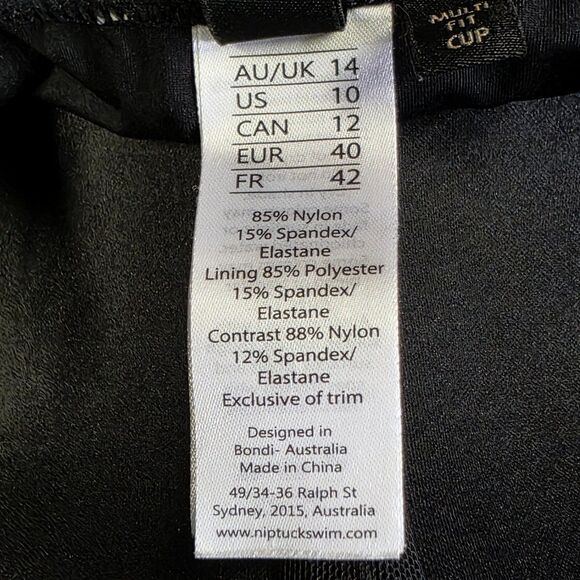 MULTI
FIT
CUP
AU/UK 14
US 10
CAN 12
EUR 40
FR 42
85% Nylon
15% Spandex/
Elastane
Lining 85% Polyester
15% Spandex/
Elastane
Contrast 88% Nylon
12% Spandex/
Elastane
Exclusive of trim
Designed in
Bondi- Australia
Made in China
49/34-36 Ralph St
Sydney, 2015, Australia
www.niptuckswim.com